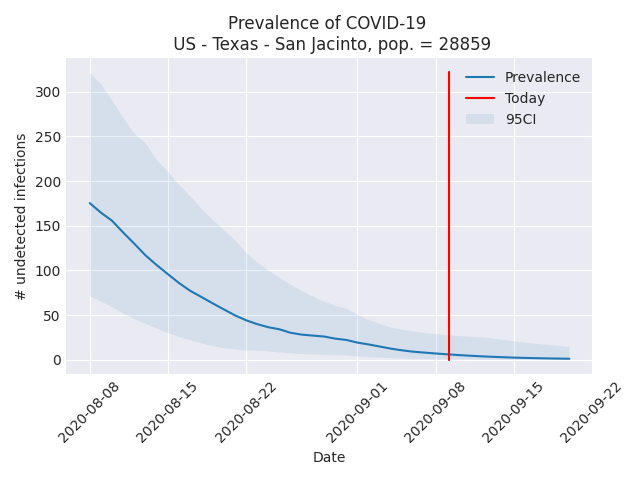 Prevalence of COVID-19
US - Texas - San Jacinto, pop. = 28859
Prevalence
Today
95CI
# undetected infections
300
250
200
150
100
50
0
2020-08-08
2020-08-15
2020-08-22
2020-09-01
2020-09-08
2020-09-15
2020-09-22
Date